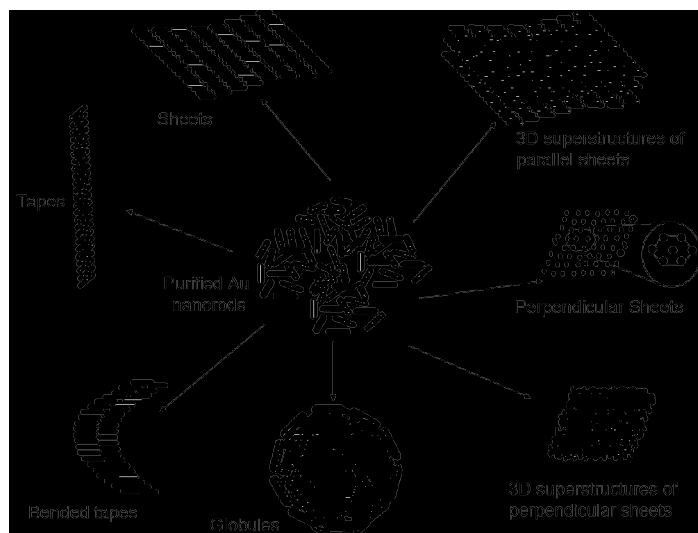 Sheets
3D superstructures of
parallel sheets
Tapes
Purified Au
nanorods
Perpendicular Sheets
Bended tapes
Globules
3D superstructures of
perpendicular sheets